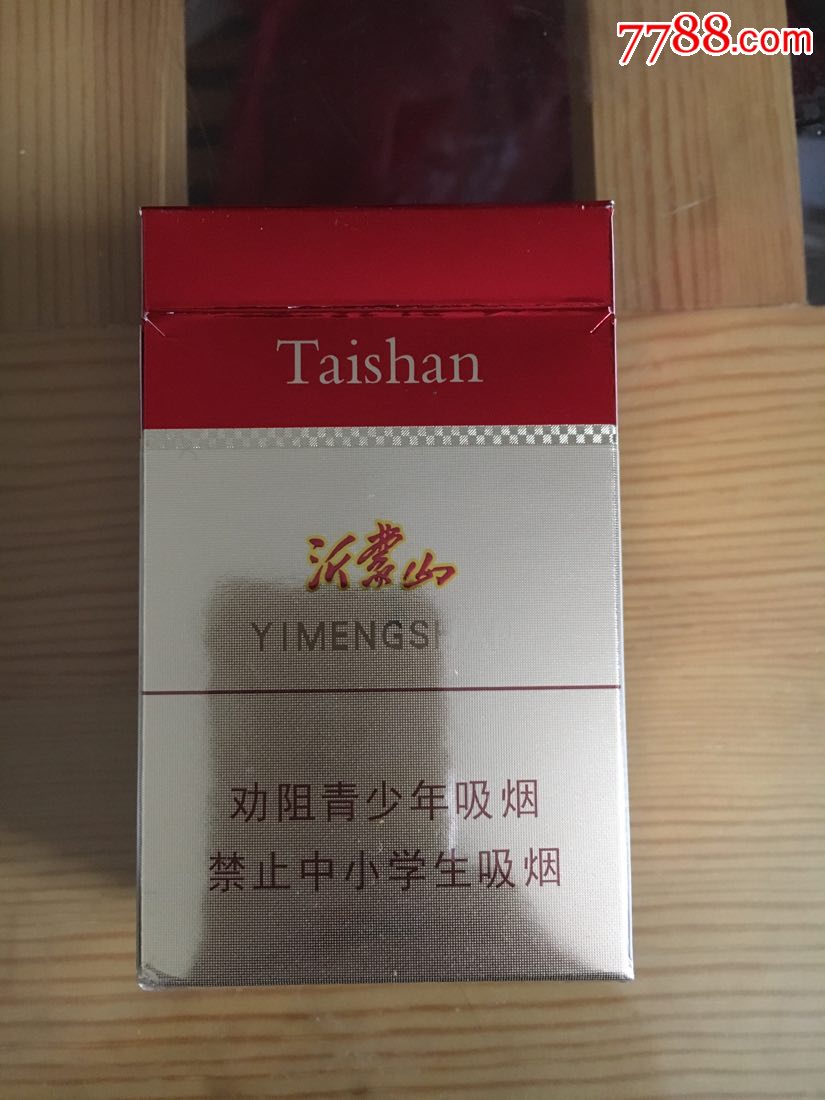 7788.com
Taishan
沂蒙山
YIMENGSHAN
劝阻青少年吸烟
禁止中小学生吸烟